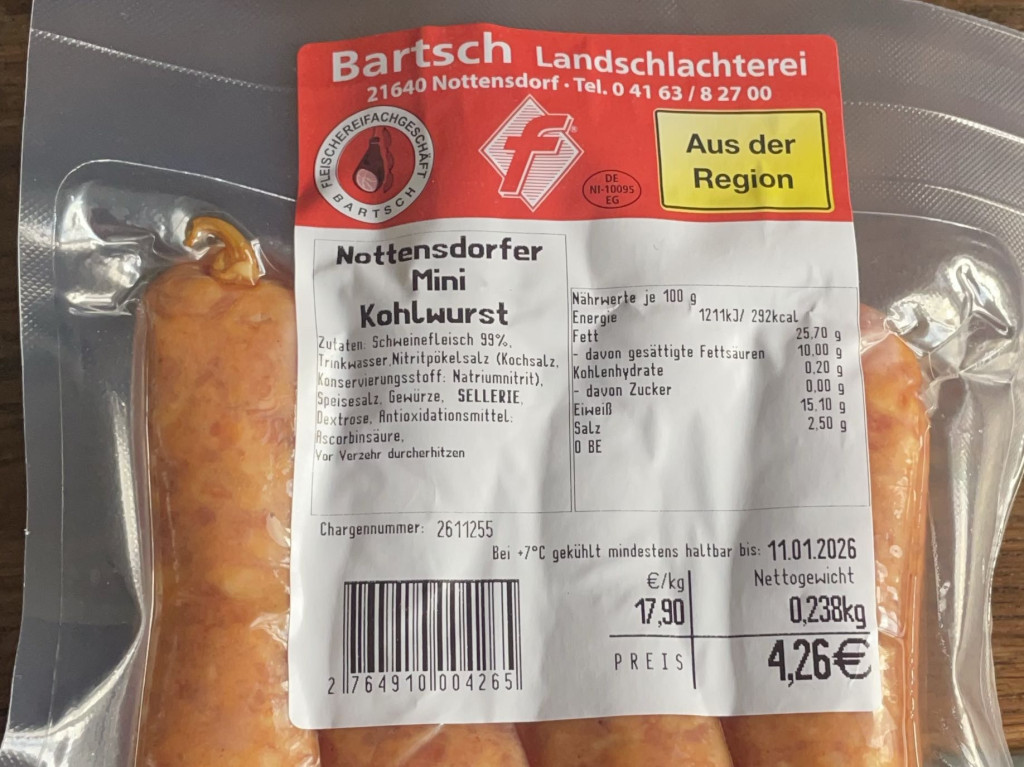 Bartsch Landschlachterei
21640 Nottensdorf · Tel. 0 41 63 / 8 27 00
FLEISCHEREIFACHGESCHÄFT
BARTSCH
f
®
DE
NI-10095
EG
Aus der
Region
Nottensdorfer
Mini
Kohlwurst
Zutaten: Schweinefleisch 99%,
Trinkwasser,Nitritpökelsalz (Kochsalz,
Konservierungsstoff: Natriumnitrit),
Speisesalz, Gewürze, SELLERIE,
Dextrose, Antioxidationsmittel:
Ascorbinsäure,
Vor Verzehr durcherhitzen
Nährwerte je 100 g
Energie 1211kJ/ 292kcal
Fett 25,70 g
- davon gesättigte Fettsäuren 10,00 g
Kohlenhydrate 0,20 g
- davon Zucker 0,00 g
Eiweiß 15,10 g
Salz 2,50 g
0 BE
Chargennummer: 2611255
Bei +7°C gekühlt mindestens haltbar bis: 11.01.2026
€/kg Nettogewicht
17,90 0,238kg
PREIS 4,26€
2 764910 004265